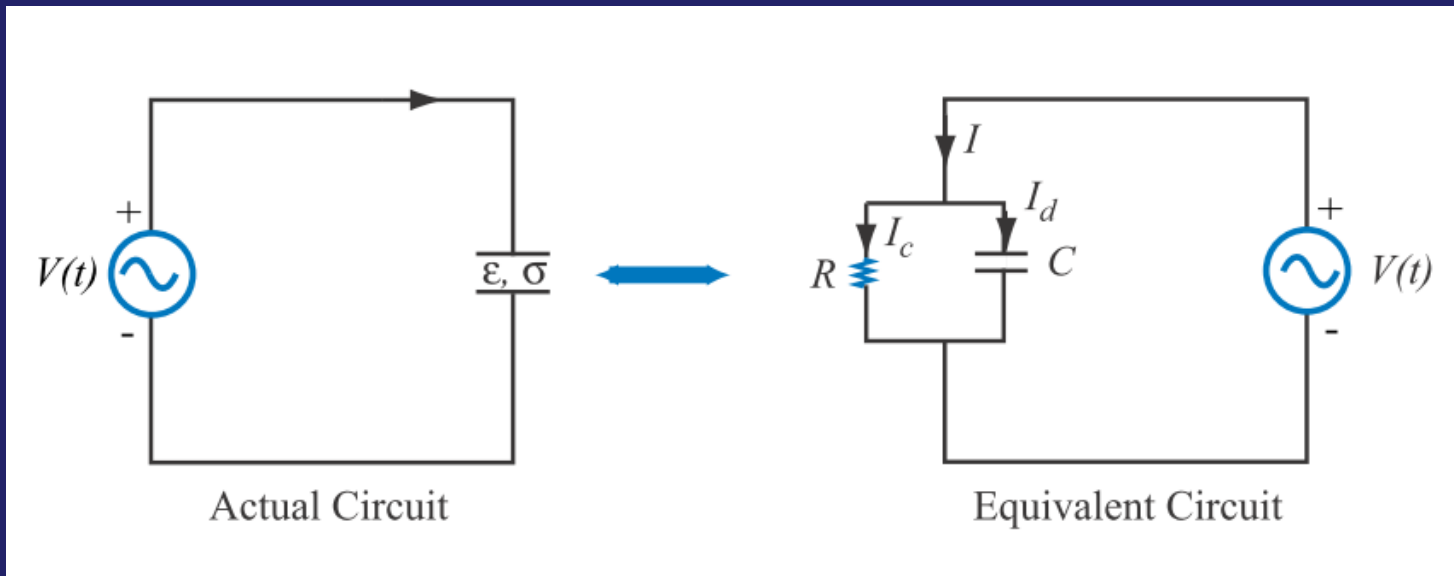 +
V(t)
-
ε, σ
Actual Circuit
I
I_c
I_d
R
C
+
V(t)
-
Equivalent Circuit